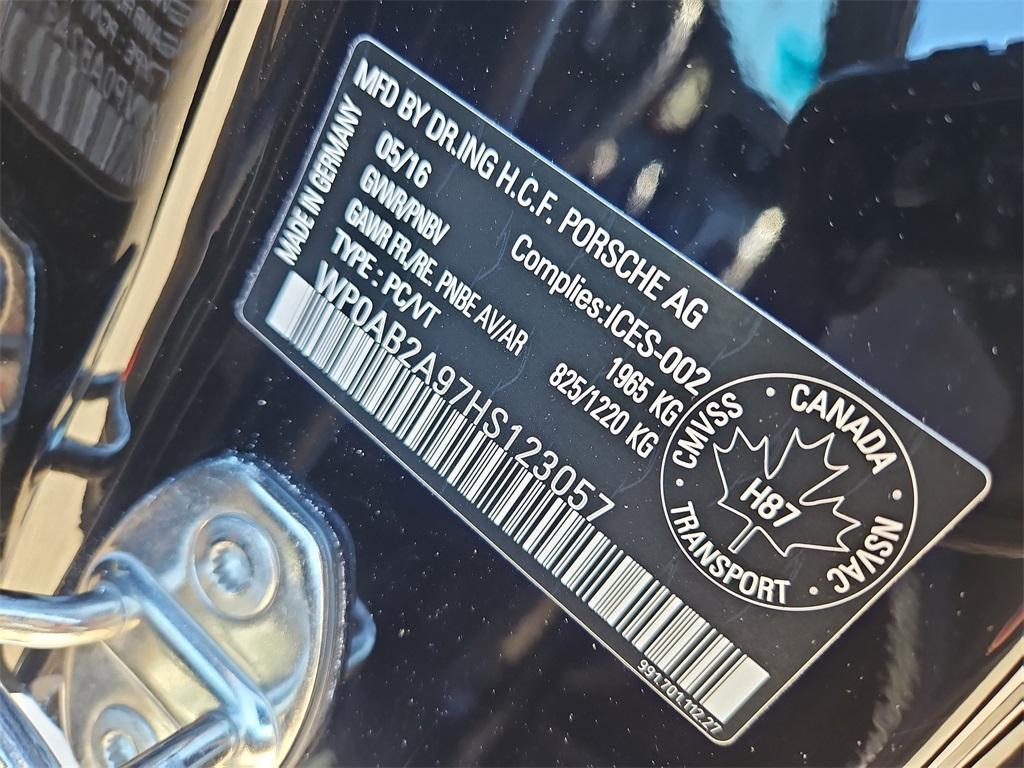 MFD BY DR.ING H.C.F. PORSCHE AG
05/16 Complies:ICES-002
GVWR/PNBV 1965 KG
GAWR FR./RE. PNBE AV/AR 825/1220 KG
TYPE : PC/VT
WP0AB2A97HS123057
MADE IN GERMANY
991.701.112.27
· CANADA ·
NSVAC
· TRANSPORT ·
CMVSS
H87